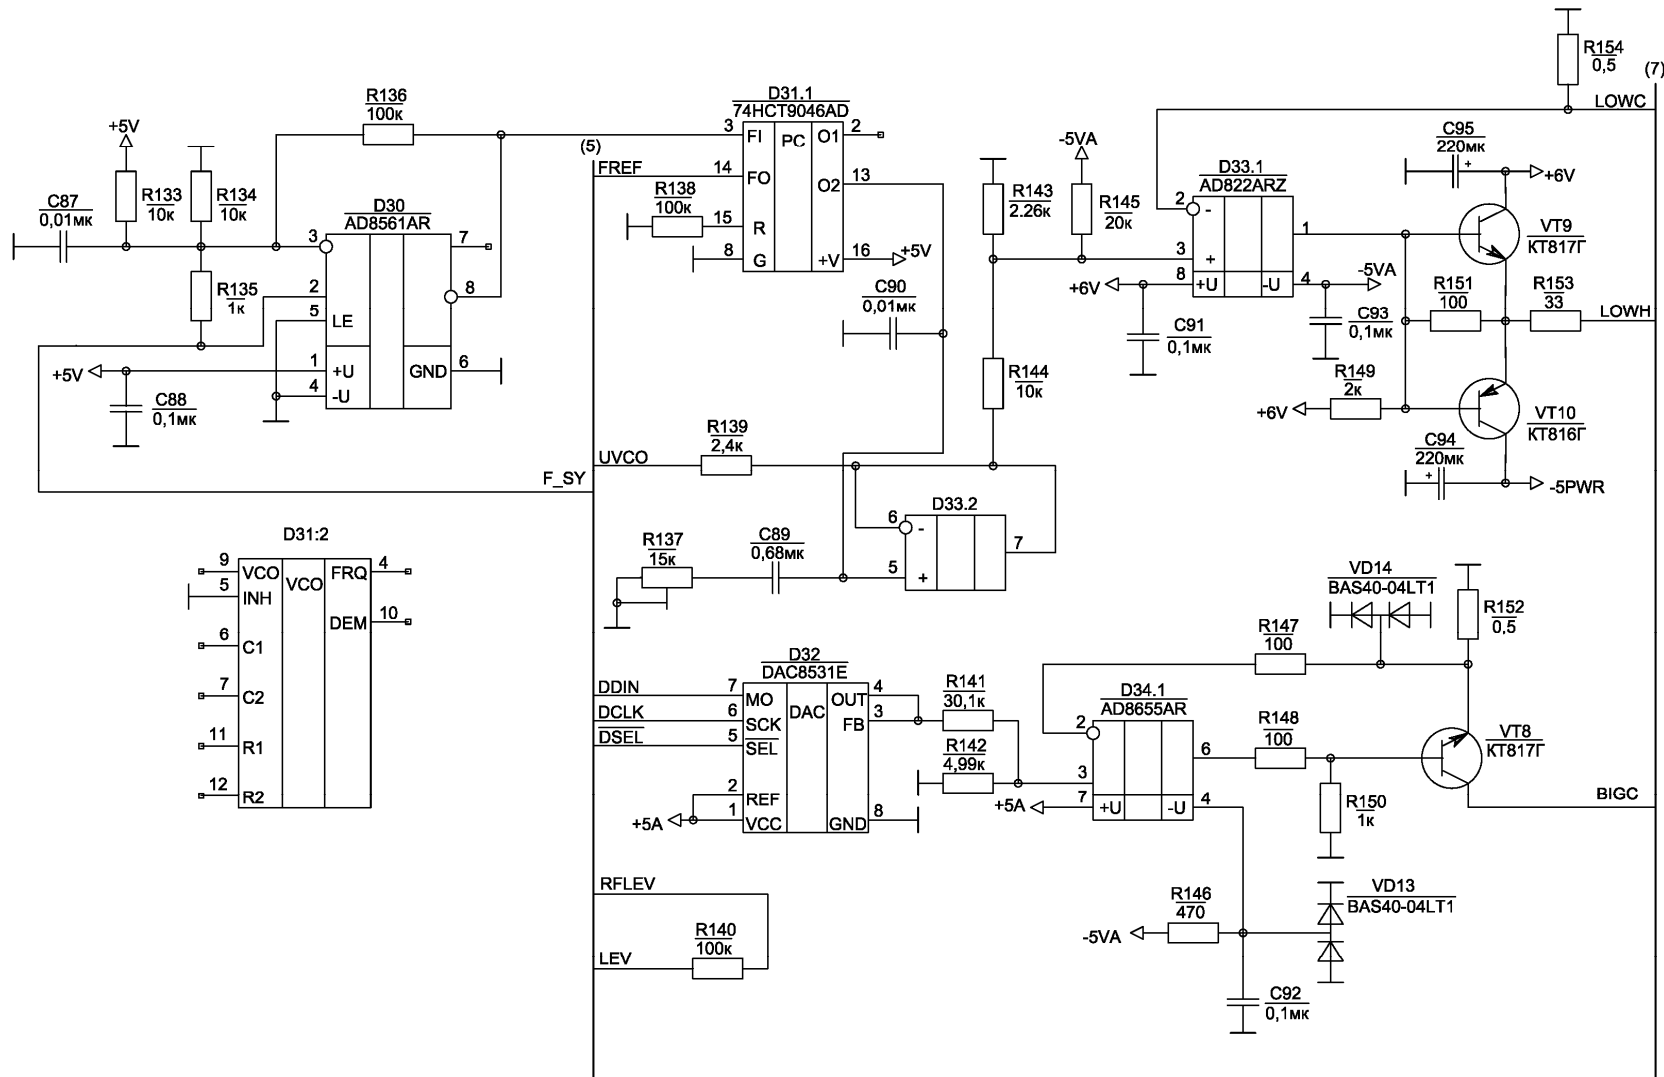 R154
0,5
(7)
LOWC
D31.1
74HCT9046AD
R136
100к
+5V
3
FI
PC
O1
2
(5)
FREF
14
FO
O2
13
R138
100к
15
R
8
G
+V
16
+5V
C90
0,01мк
C87
0,01мк
R133
10к
R134
10к
R135
1к
D30
AD8561AR
3
7
2
8
5
LE
1
+U
GND
6
4
-U
+5V
C88
0,1мк
-5VA
R143
2.26к
R145
20к
D33.1
AD822ARZ
2
-
1
3
+
8
+U
-U
4
+6V
-5VA
C91
0,1мк
C93
0,1мк
C95
220мк
+
+6V
VT9
КТ817Г
R151
100
R153
33
LOWH
R149
2к
+6V
VT10
КТ816Г
C94
220мк
+
-5PWR
R144
10к
R139
2,4к
UVCO
F_SY
D33.2
6
-
7
5
+
R137
15к
C89
0,68мк
D31:2
9
VCO
VCO
FRQ
4
5
INH
DEM
10
6
C1
7
C2
11
R1
12
R2
VD14
BAS40-04LT1
R152
0,5
R147
100
D32
DAC8531E
DDIN
7
MO
DAC
OUT
4
DCLK
6
SCK
FB
3
DSEL
5
SEL
2
REF
1
VCC
GND
8
+5A
R141
30,1к
R142
4,99к
D34.1
AD8655AR
2
6
3
7
+U
-U
4
+5A
R148
100
VT8
КТ817Г
R150
1к
BIGC
RFLEV
R140
100к
LEV
R146
470
-5VA
VD13
BAS40-04LT1
C92
0,1мк